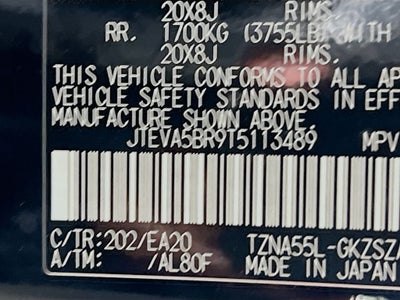 20X8J RIMS,
RR. 1700KG (3755LB) WITH
20X8J RIMS,
THIS VEHICLE CONFORMS TO ALL AP
VEHICLE SAFETY STANDARDS IN EFF
MANUFACTURE SHOWN ABOVE.
JTEVA5BR9T5113489 MPV
C/TR:202/EA20 TZNA55L-GKZSZ
A/TM: /AL80F MADE IN JAPAN